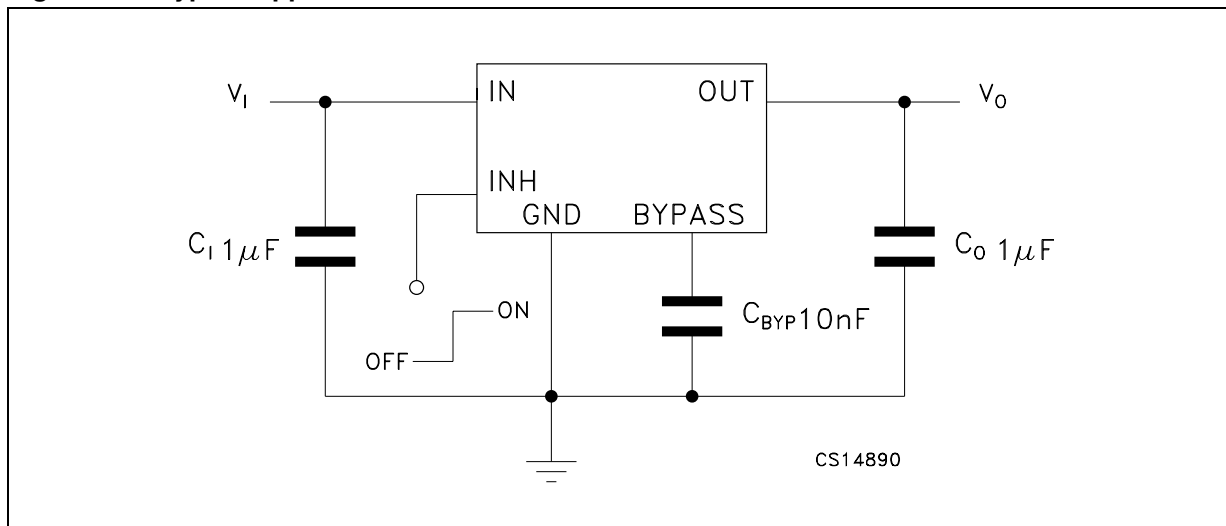 V_I
IN
OUT
V_O
INH
GND
BYPASS
C_I 1μF
C_O 1μF
C_BYP 10nF
ON
OFF
CS14890